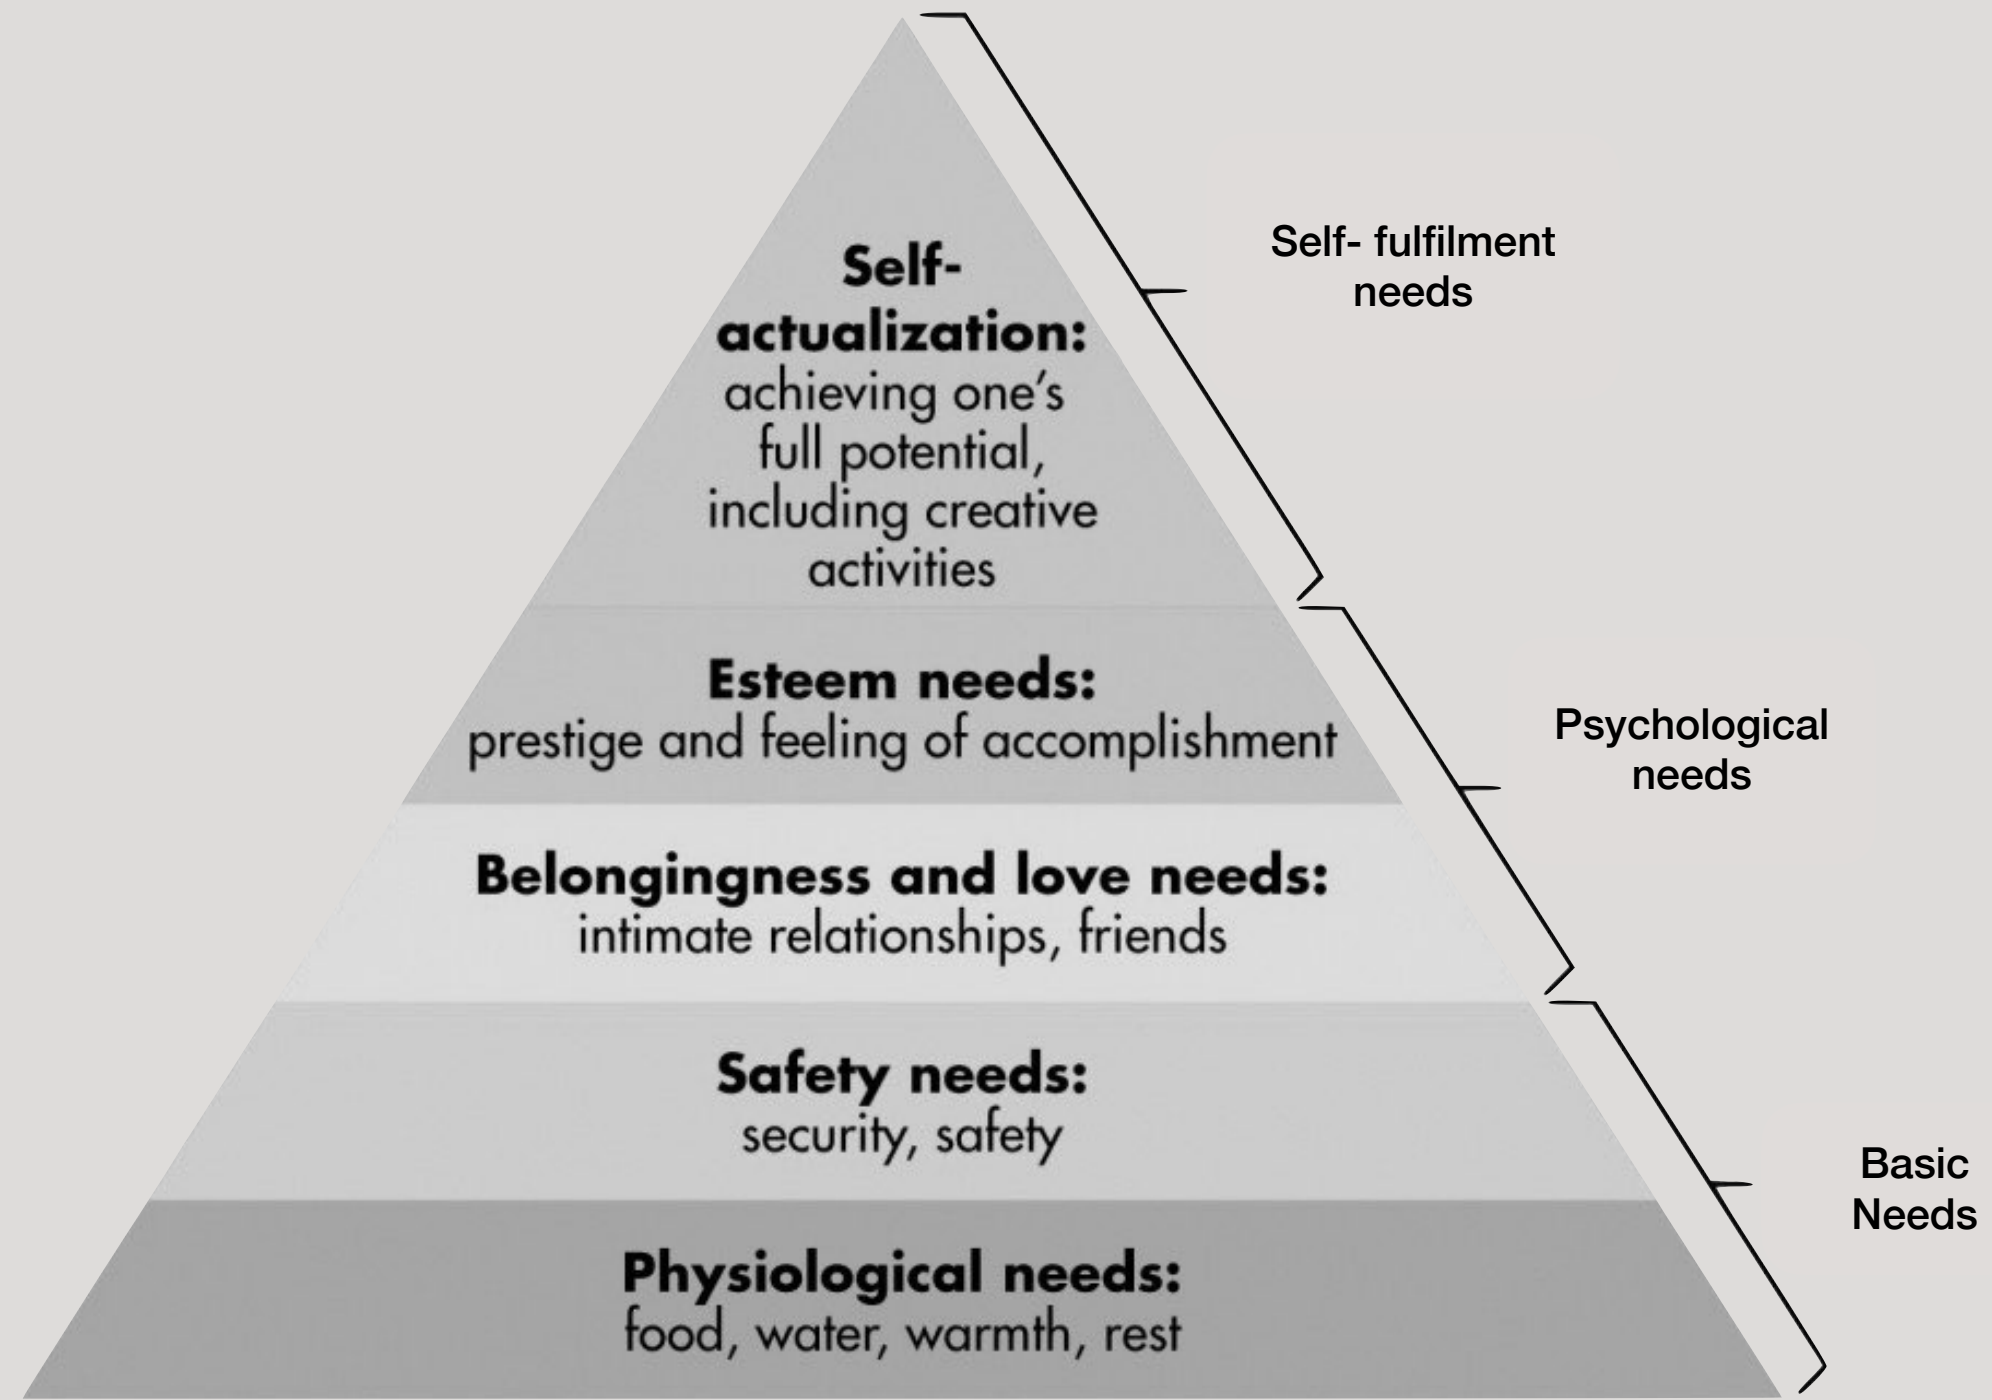 Self-
actualization:
achieving one's
full potential,
including creative
activities
Self- fulfilment
needs
Esteem needs:
prestige and feeling of accomplishment
Psychological
needs
Belongingness and love needs:
intimate relationships, friends
Safety needs:
security, safety
Basic
Needs
Physiological needs:
food, water, warmth, rest